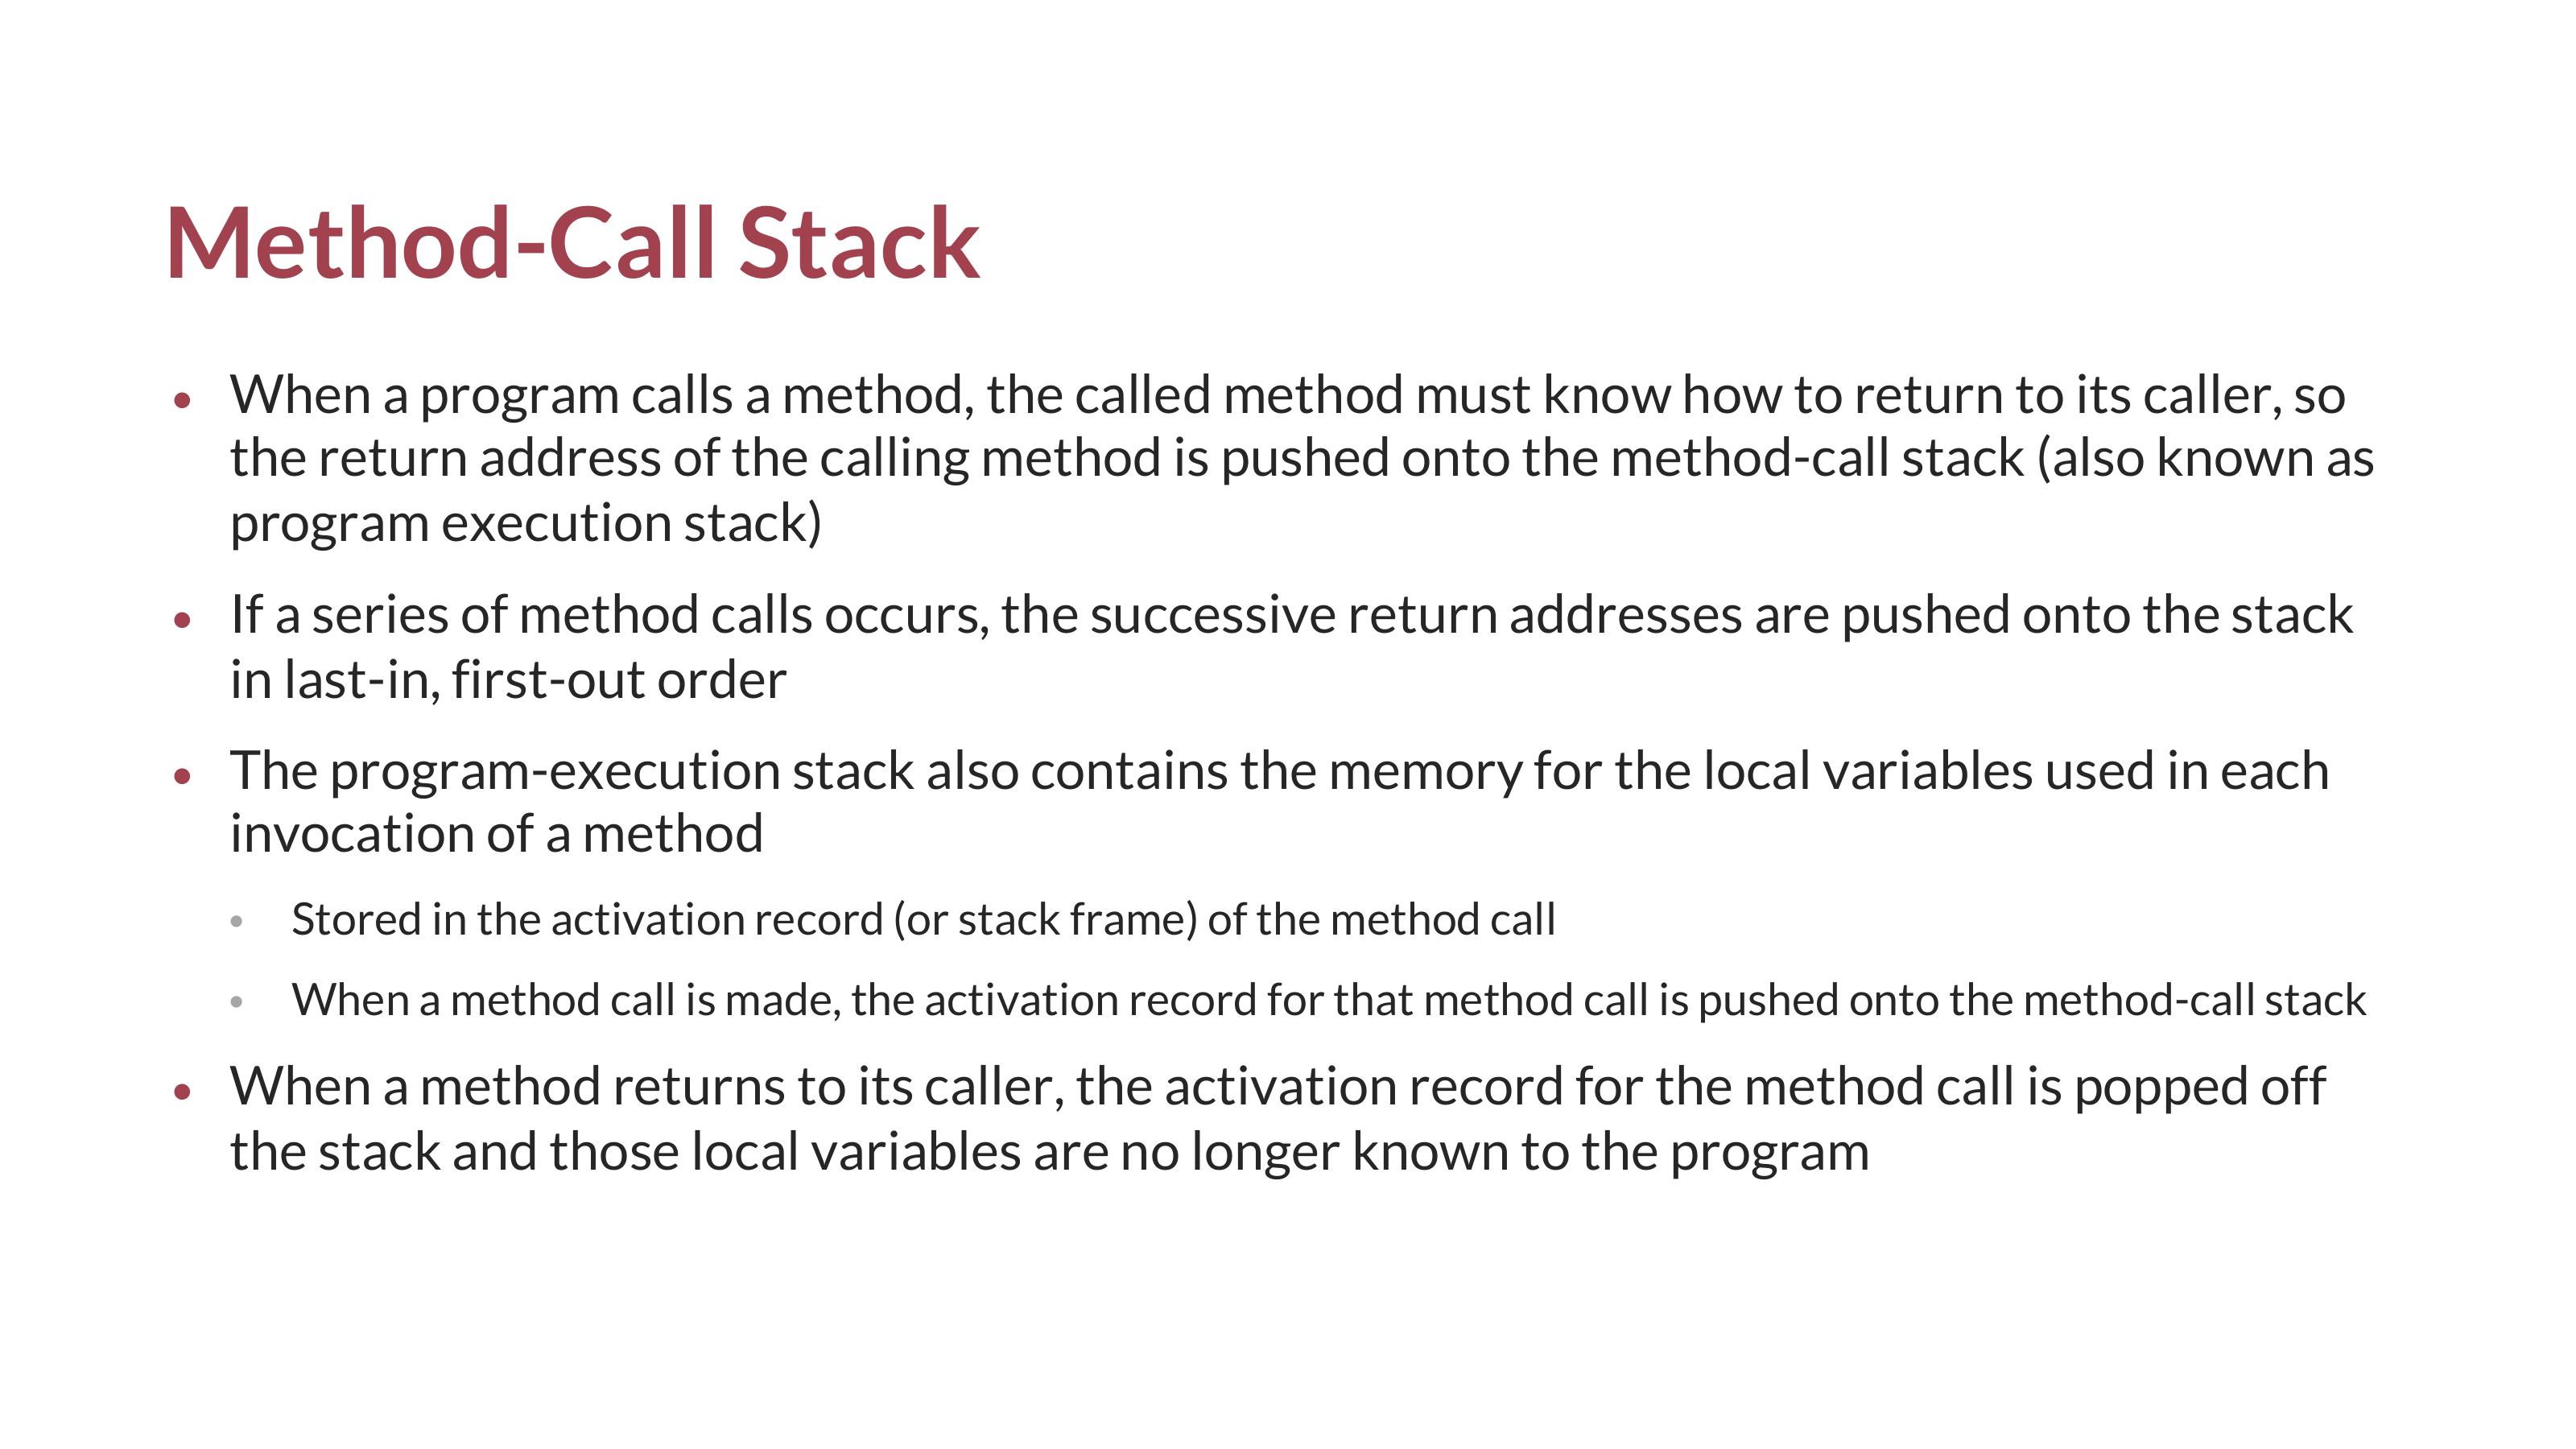 Method-Call Stack
• When a program calls a method, the called method must know how to return to its caller, so
the return address of the calling method is pushed onto the method-call stack (also known as
program execution stack)
• If a series of method calls occurs, the successive return addresses are pushed onto the stack
in last-in, first-out order
• The program-execution stack also contains the memory for the local variables used in each
invocation of a method
• Stored in the activation record (or stack frame) of the method call
• When a method call is made, the activation record for that method call is pushed onto the method-call stack
• When a method returns to its caller, the activation record for the method call is popped off
the stack and those local variables are no longer known to the program